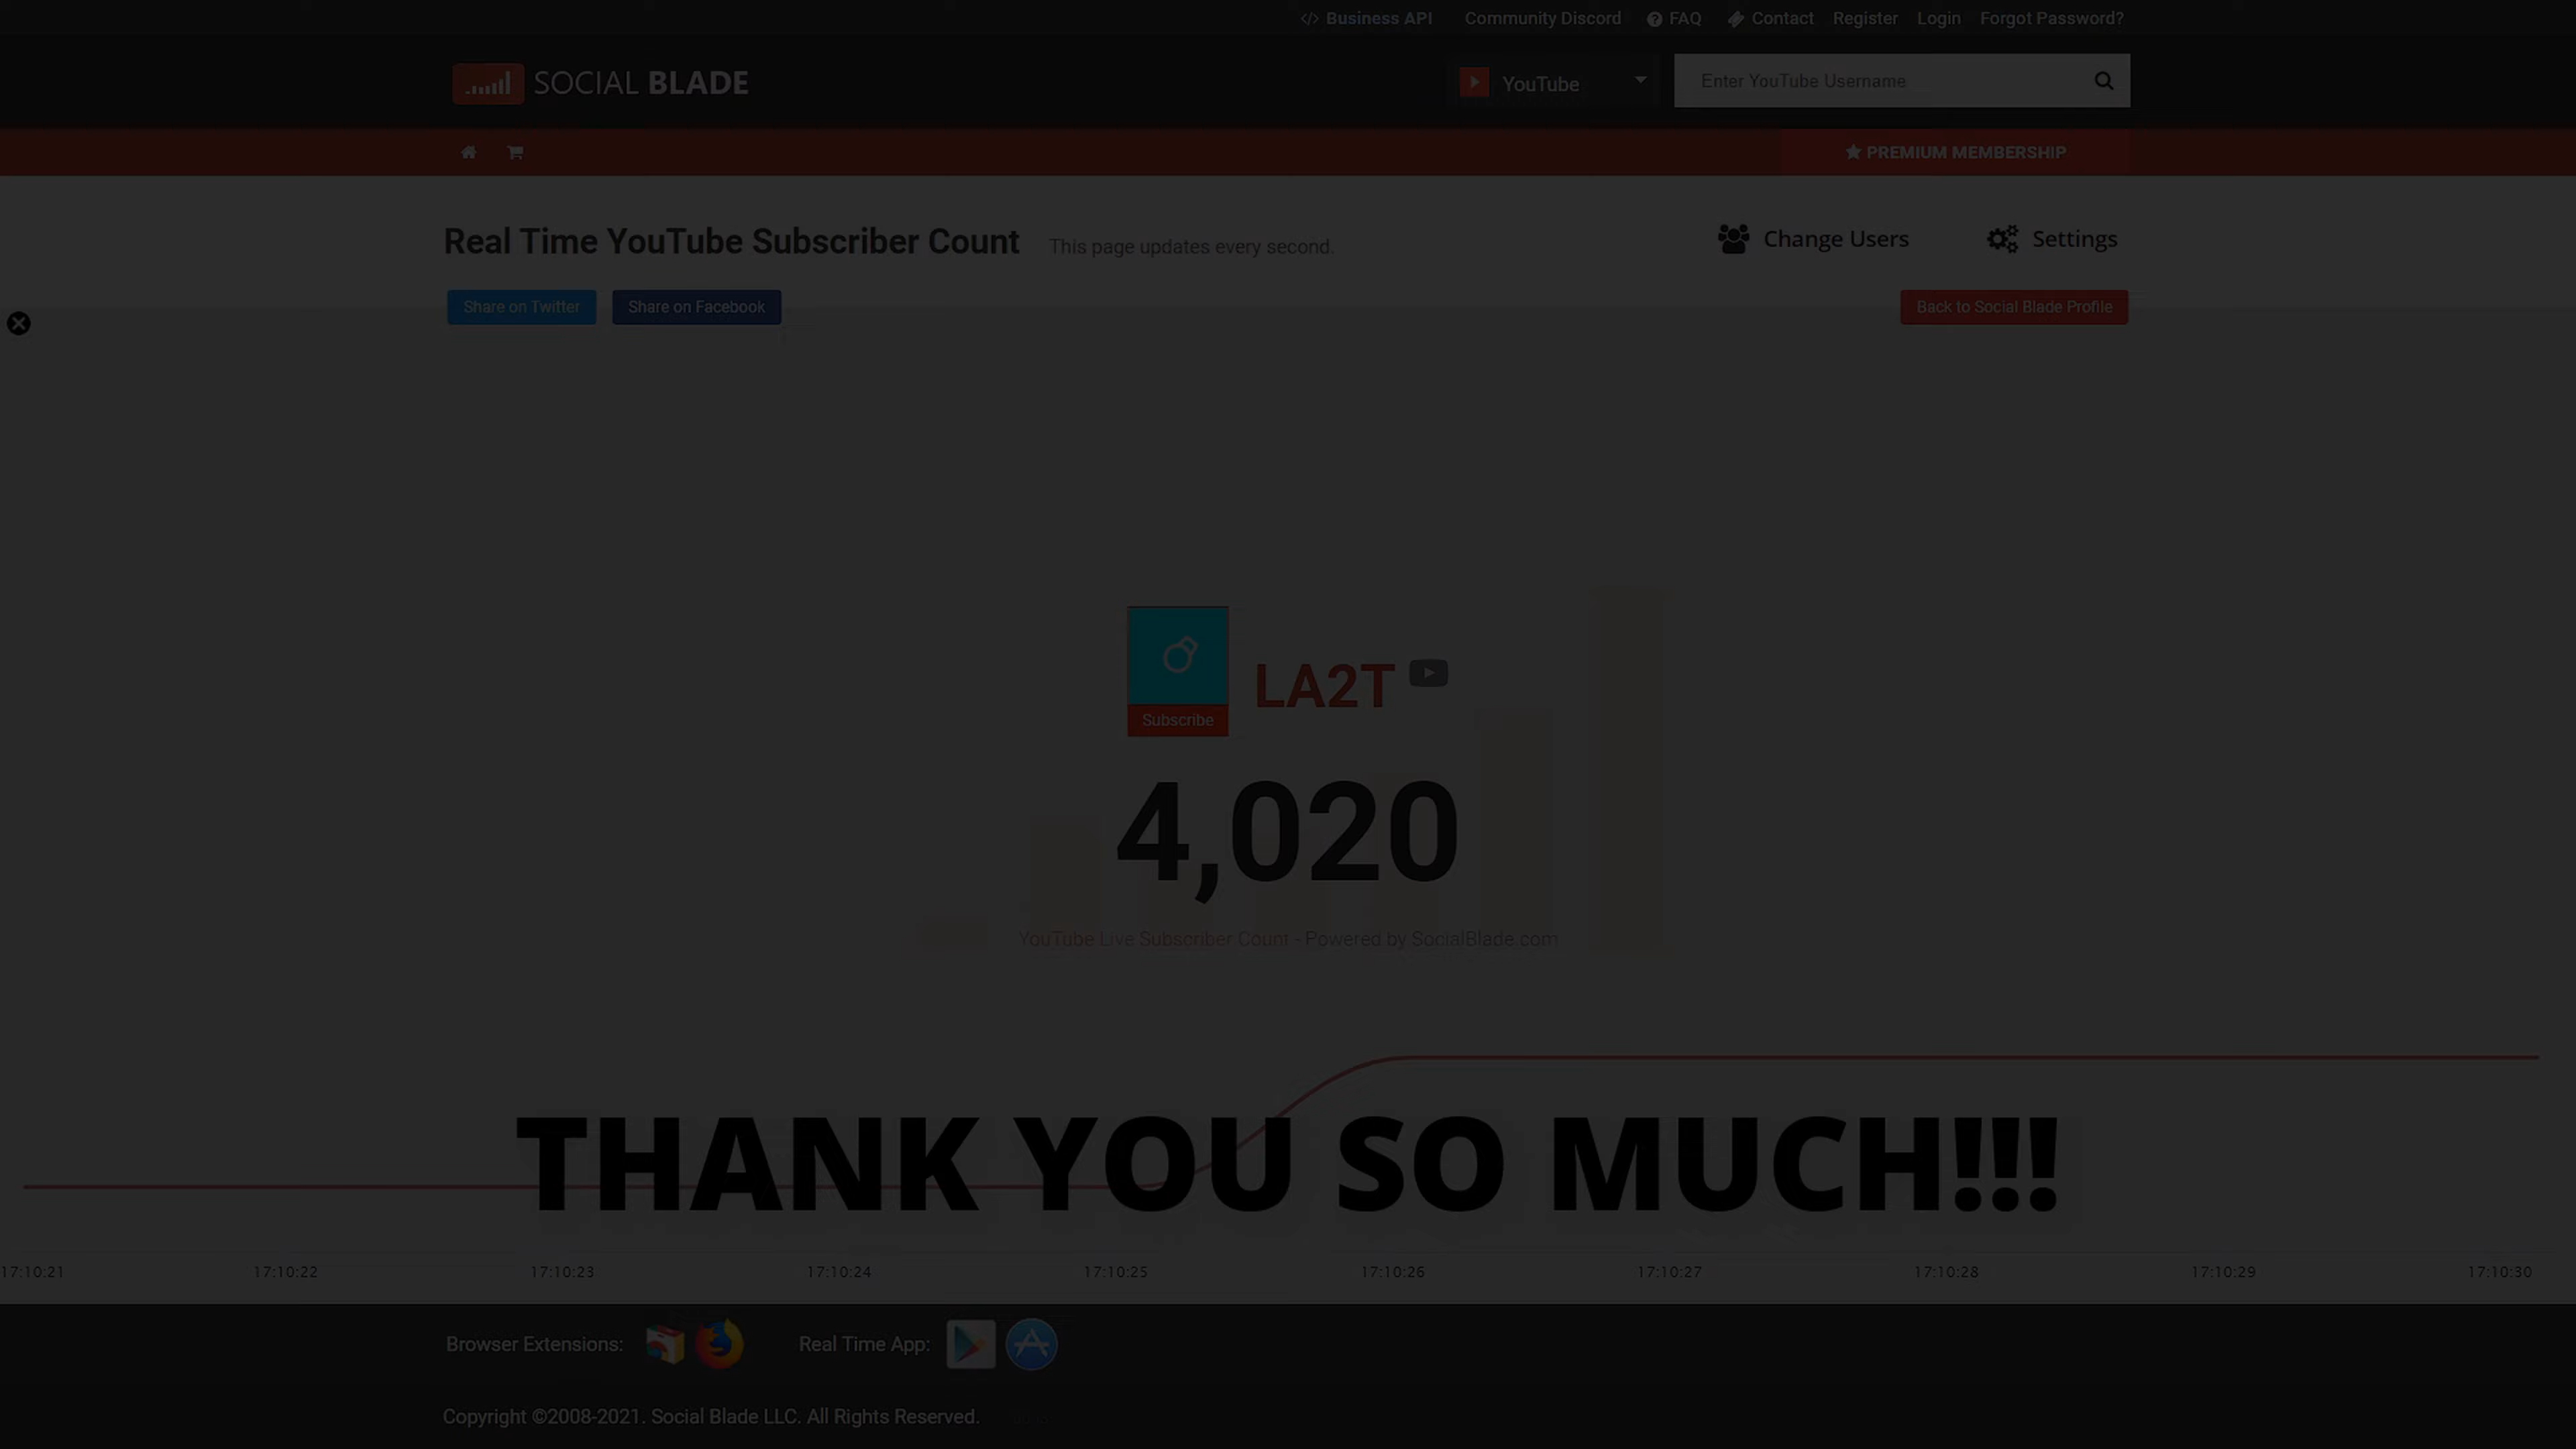 Business API Community Discord FAQ Contact Register Login Forgot Password?
SOCIAL BLADE YouTube Enter YouTube Username
PREMIUM MEMBERSHIP
Real Time YouTube Subscriber Count This page updates every second. Change Users Settings
Share on Twitter Share on Facebook Back to Social Blade Profile
LA2T
Subscribe
4,020
YouTube Live Subscriber Count - Powered by SocialBlade.com
THANK YOU SO MUCH!!!
17:10:21 17:10:22 17:10:23 17:10:24 17:10:25 17:10:26 17:10:27 17:10:28 17:10:29 17:10:30
Browser Extensions: Real Time App:
Copyright ©2008-2021. Social Blade LLC. All Rights Reserved.